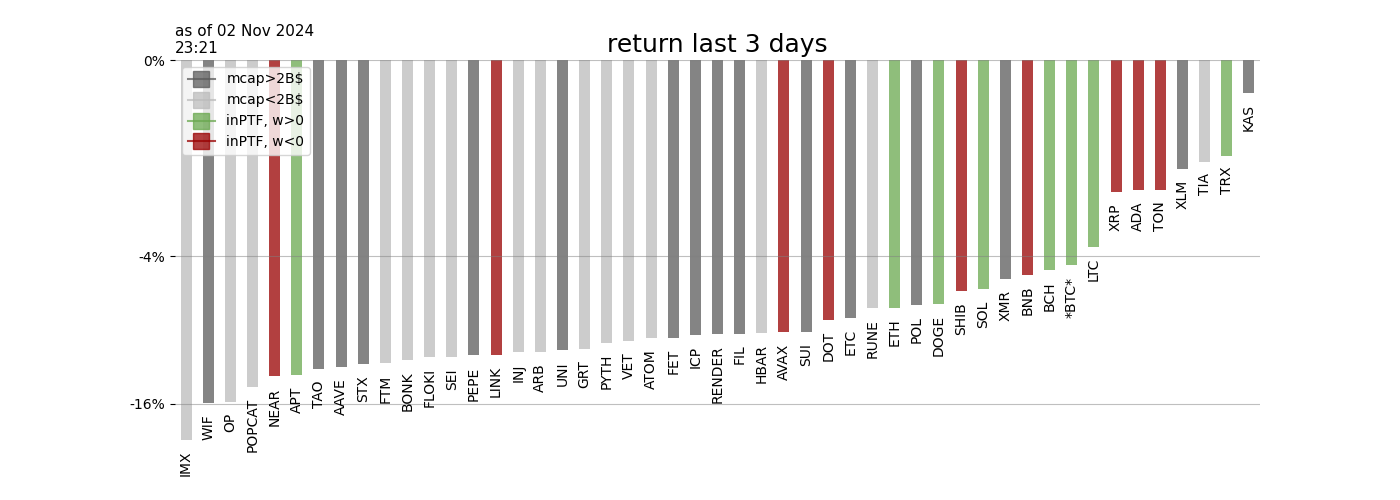 as of 02 Nov 2024
23:21
return last 3 days
0%
mcap>2B$
mcap<2B$
inPTF, w>0
inPTF, w<0
-4%
-16%
IMX
WIF
OP
POPCAT
NEAR
APT
TAO
AAVE
STX
FTM
BONK
FLOKI
SEI
PEPE
LINK
INJ
ARB
UNI
GRT
PYTH
VET
ATOM
FET
ICP
RENDER
FIL
HBAR
AVAX
SUI
DOT
ETC
RUNE
ETH
POL
DOGE
SHIB
SOL
XMR
BNB
BCH
*BTC*
LTC
XRP
ADA
TON
XLM
TIA
TRX
KAS